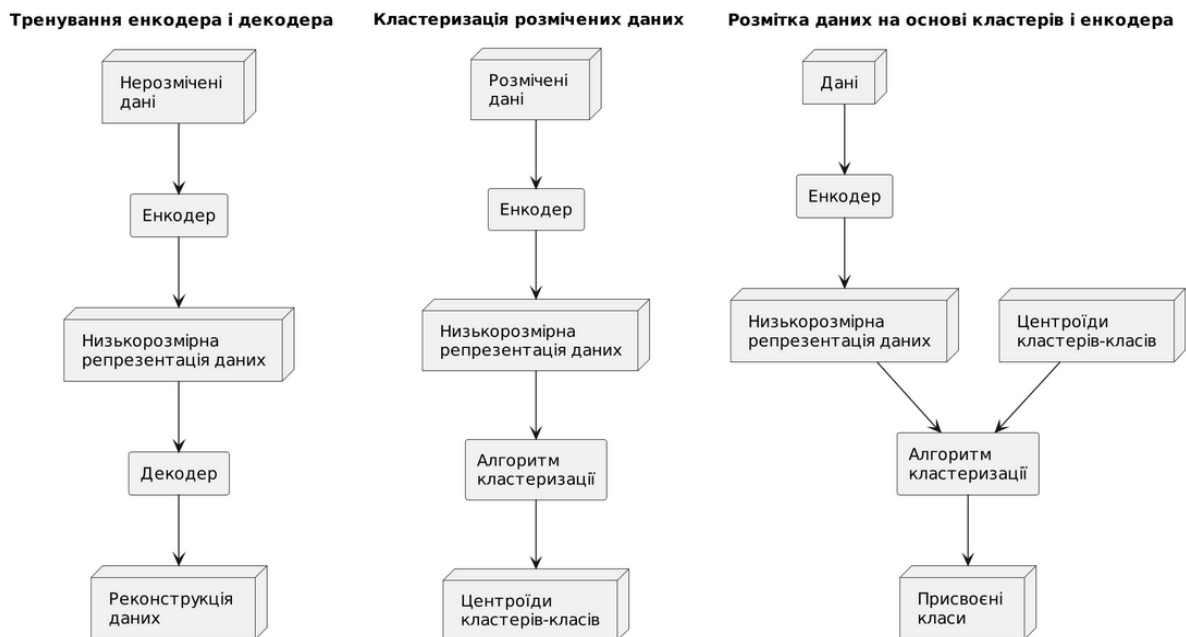 Тренування енкодера і декодера
Нерозмічені
дані
Енкодер
Низькорозмірна
репрезентація даних
Декодер
Реконструкція
даних
Кластеризація розмічених даних
Розмічені
дані
Енкодер
Низькорозмірна
репрезентація даних
Алгоритм
кластеризації
Центроїди
кластерів-класів
Розмітка даних на основі кластерів і енкодера
Дані
Енкодер
Низькорозмірна
репрезентація даних
Центроїди
кластерів-класів
Алгоритм
кластеризації
Присвоєні
класи